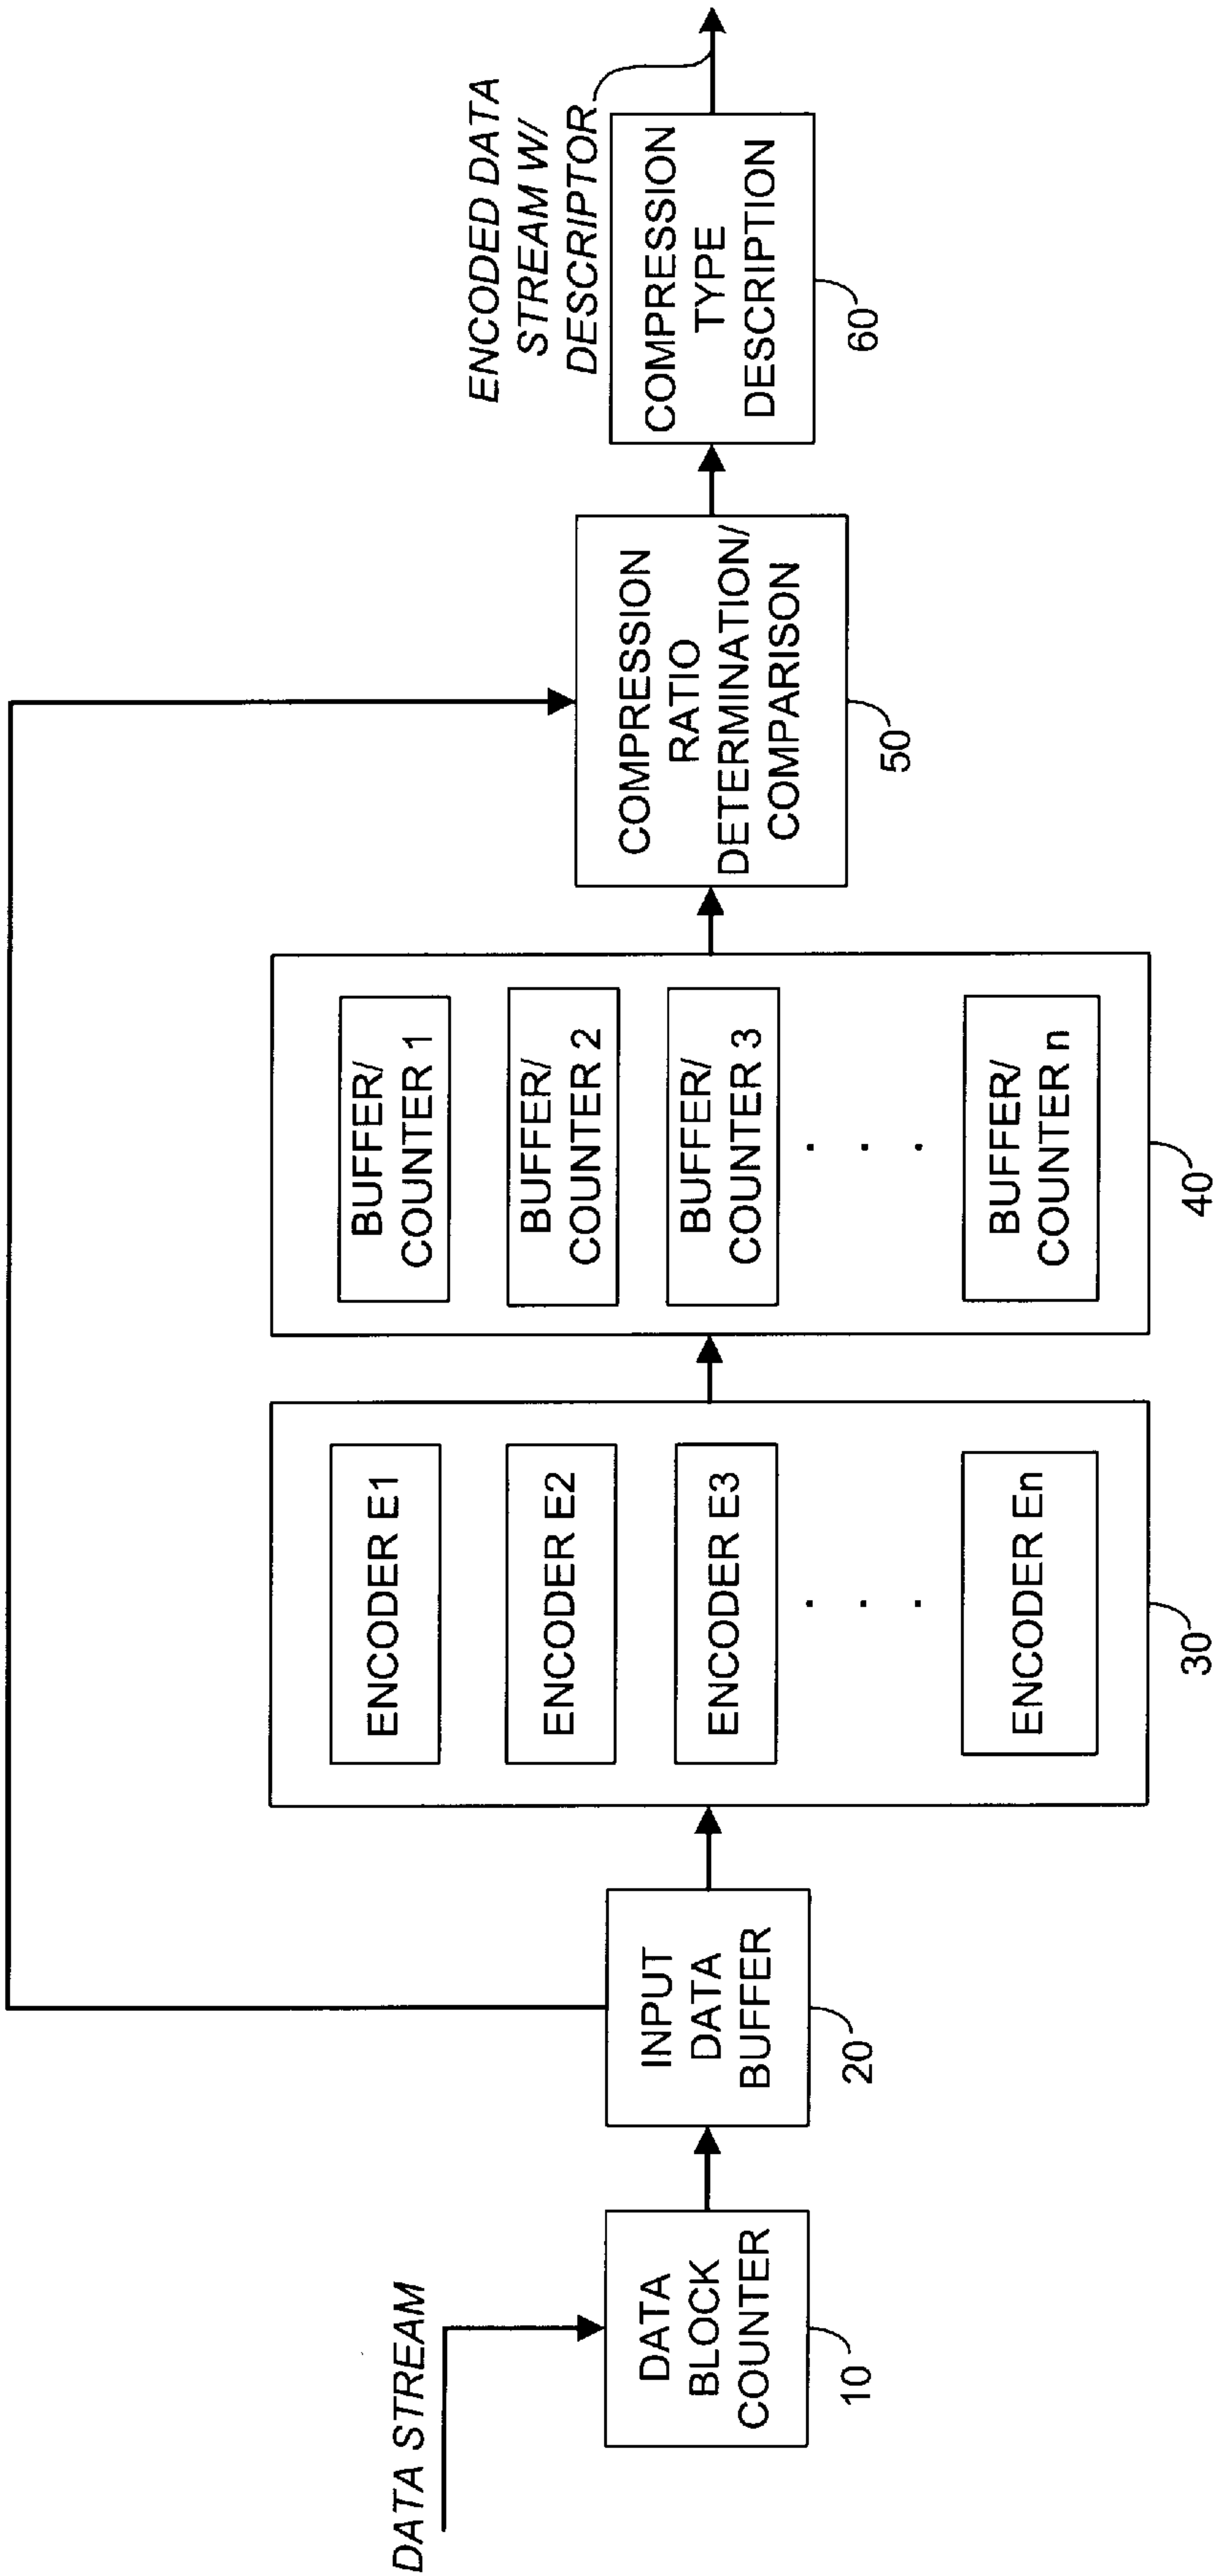 DATA STREAM
DATA
BLOCK
COUNTER
10
INPUT
DATA
BUFFER
20
ENCODER E1
ENCODER E2
ENCODER E3
. . .
ENCODER En
30
BUFFER/
COUNTER 1
BUFFER/
COUNTER 2
BUFFER/
COUNTER 3
. . .
BUFFER/
COUNTER n
40
COMPRESSION
RATIO
DETERMINATION/
COMPARISON
50
COMPRESSION
TYPE
DESCRIPTION
60
ENCODED DATA
STREAM W/
DESCRIPTOR